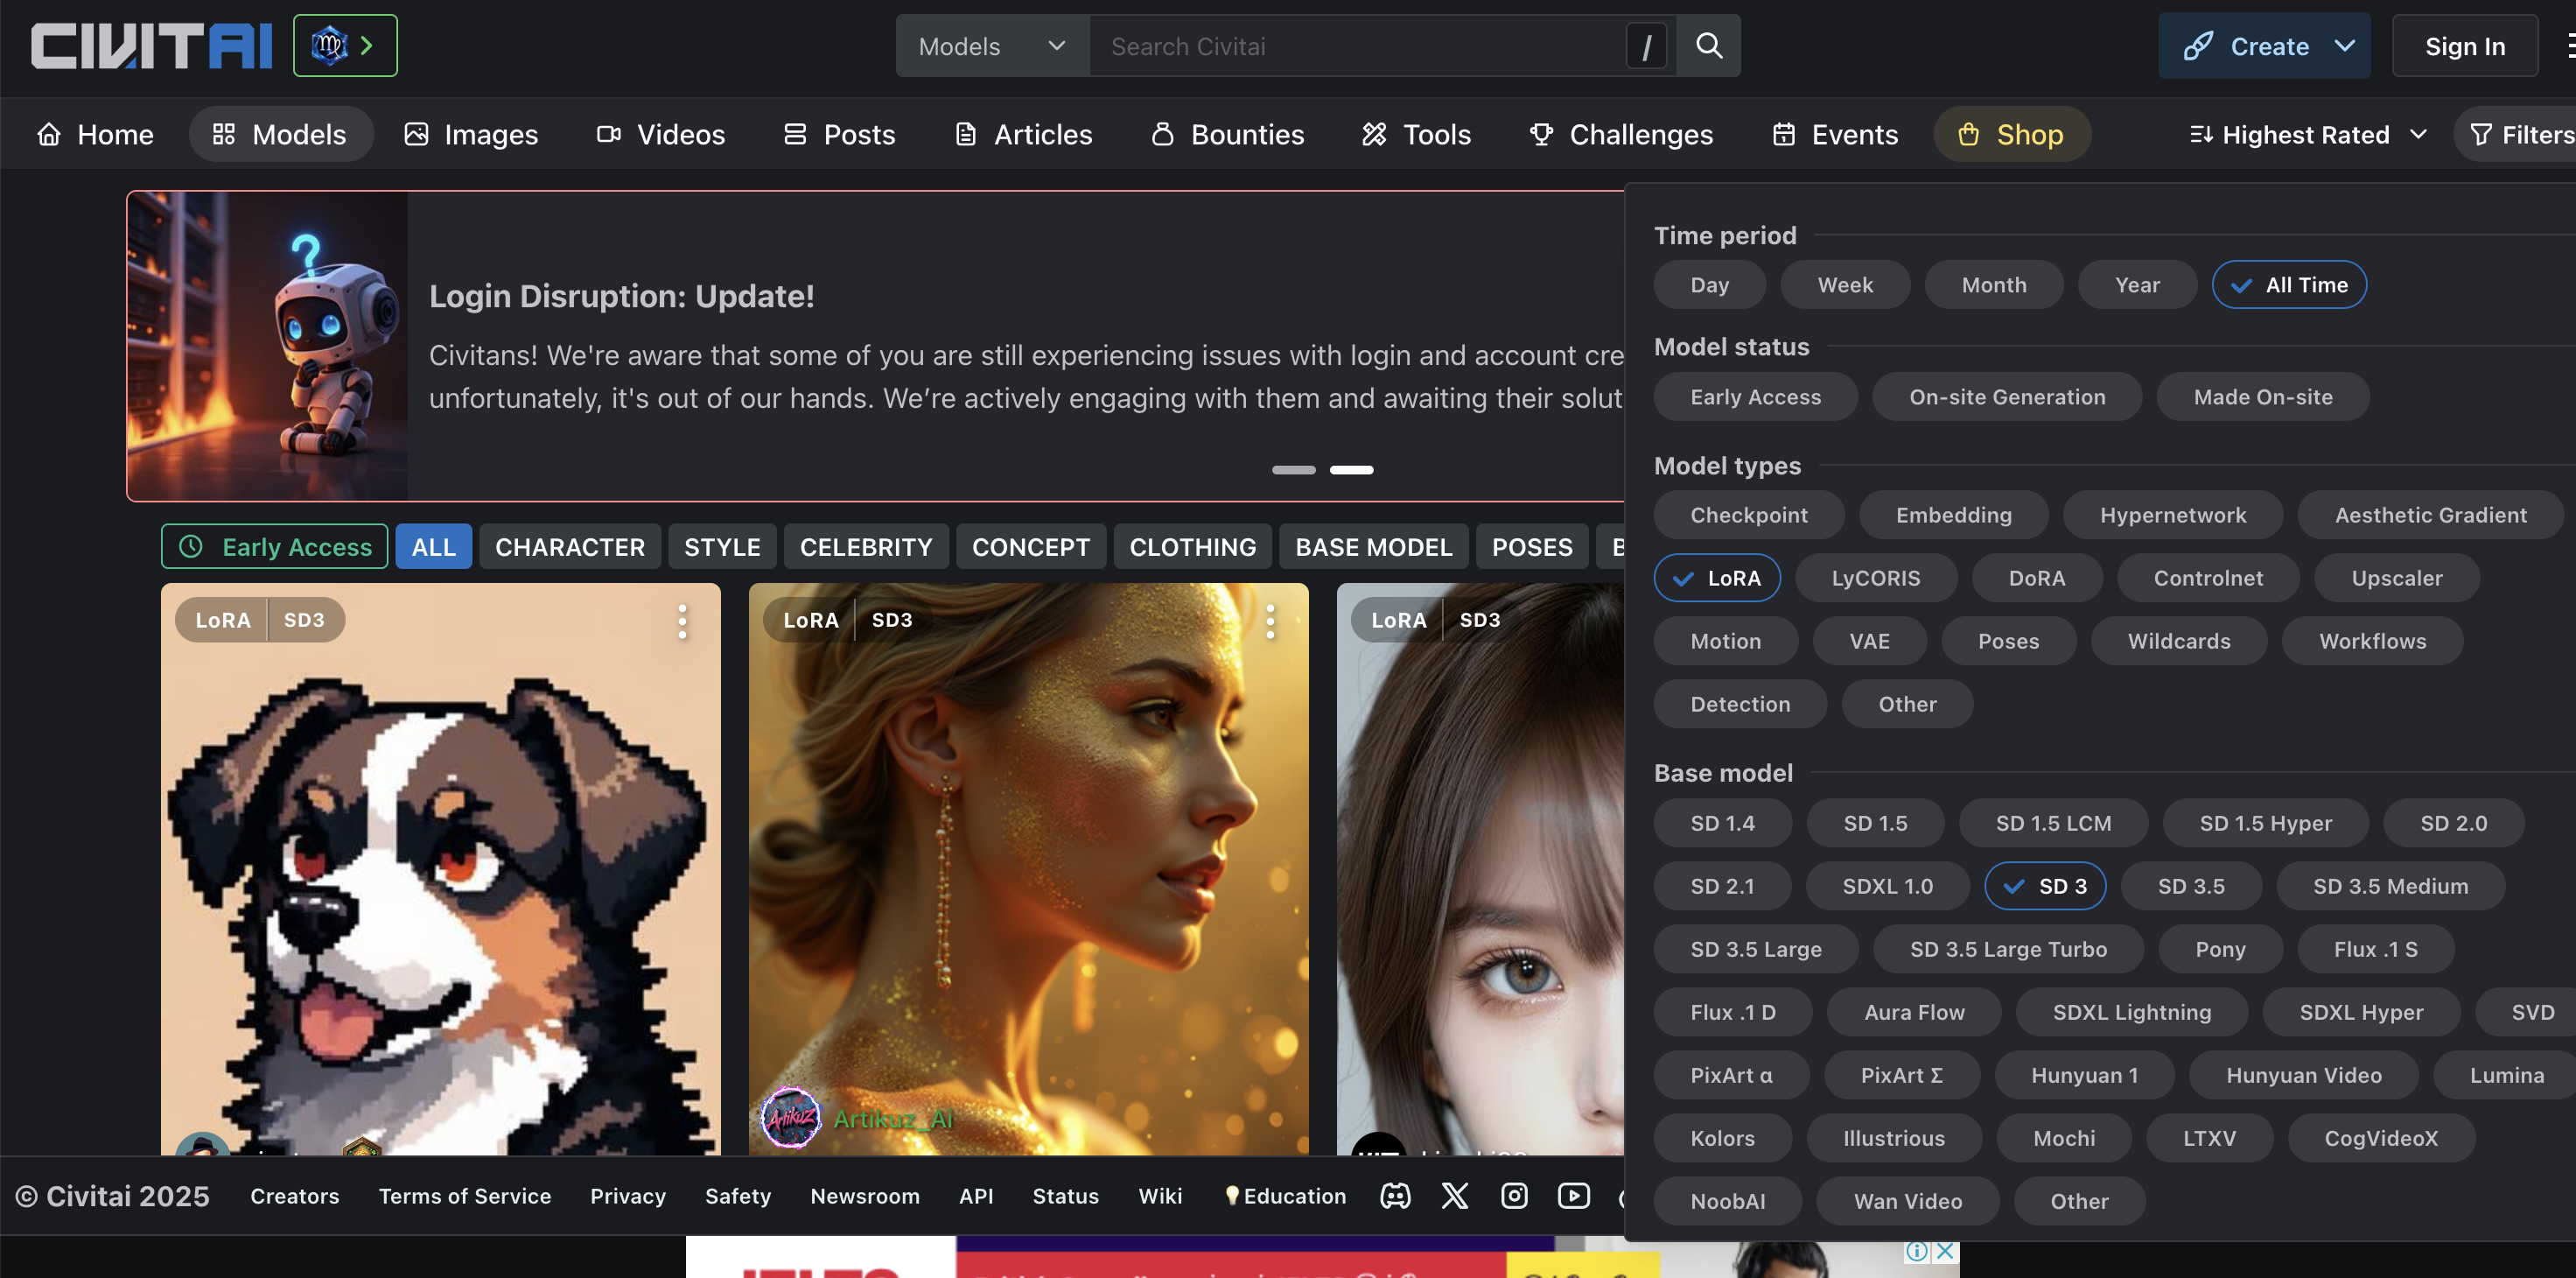 CIVITAI
Models
Search Civitai
/
Create
Sign In
Home
Models
Images
Videos
Posts
Articles
Bounties
Tools
Challenges
Events
Shop
Highest Rated
Filters
Login Disruption: Update!
Civitans! We're aware that some of you are still experiencing issues with login and account cre
unfortunately, it's out of our hands. We’re actively engaging with them and awaiting their solut
Early Access
ALL
CHARACTER
STYLE
CELEBRITY
CONCEPT
CLOTHING
BASE MODEL
POSES
LoRA
SD3
LoRA
SD3
LoRA
SD3
Artikuz
Artikuz_AI
Time period
Day
Week
Month
Year
All Time
Model status
Early Access
On-site Generation
Made On-site
Model types
Checkpoint
Embedding
Hypernetwork
Aesthetic Gradient
LoRA
LyCORIS
DoRA
Controlnet
Upscaler
Motion
VAE
Poses
Wildcards
Workflows
Detection
Other
Base model
SD 1.4
SD 1.5
SD 1.5 LCM
SD 1.5 Hyper
SD 2.0
SD 2.1
SDXL 1.0
SD 3
SD 3.5
SD 3.5 Medium
SD 3.5 Large
SD 3.5 Large Turbo
Pony
Flux .1 S
Flux .1 D
Aura Flow
SDXL Lightning
SDXL Hyper
SVD
PixArt α
PixArt Σ
Hunyuan 1
Hunyuan Video
Lumina
Kolors
Illustrious
Mochi
LTXV
CogVideoX
NoobAI
Wan Video
Other
© Civitai 2025
Creators
Terms of Service
Privacy
Safety
Newsroom
API
Status
Wiki
Education